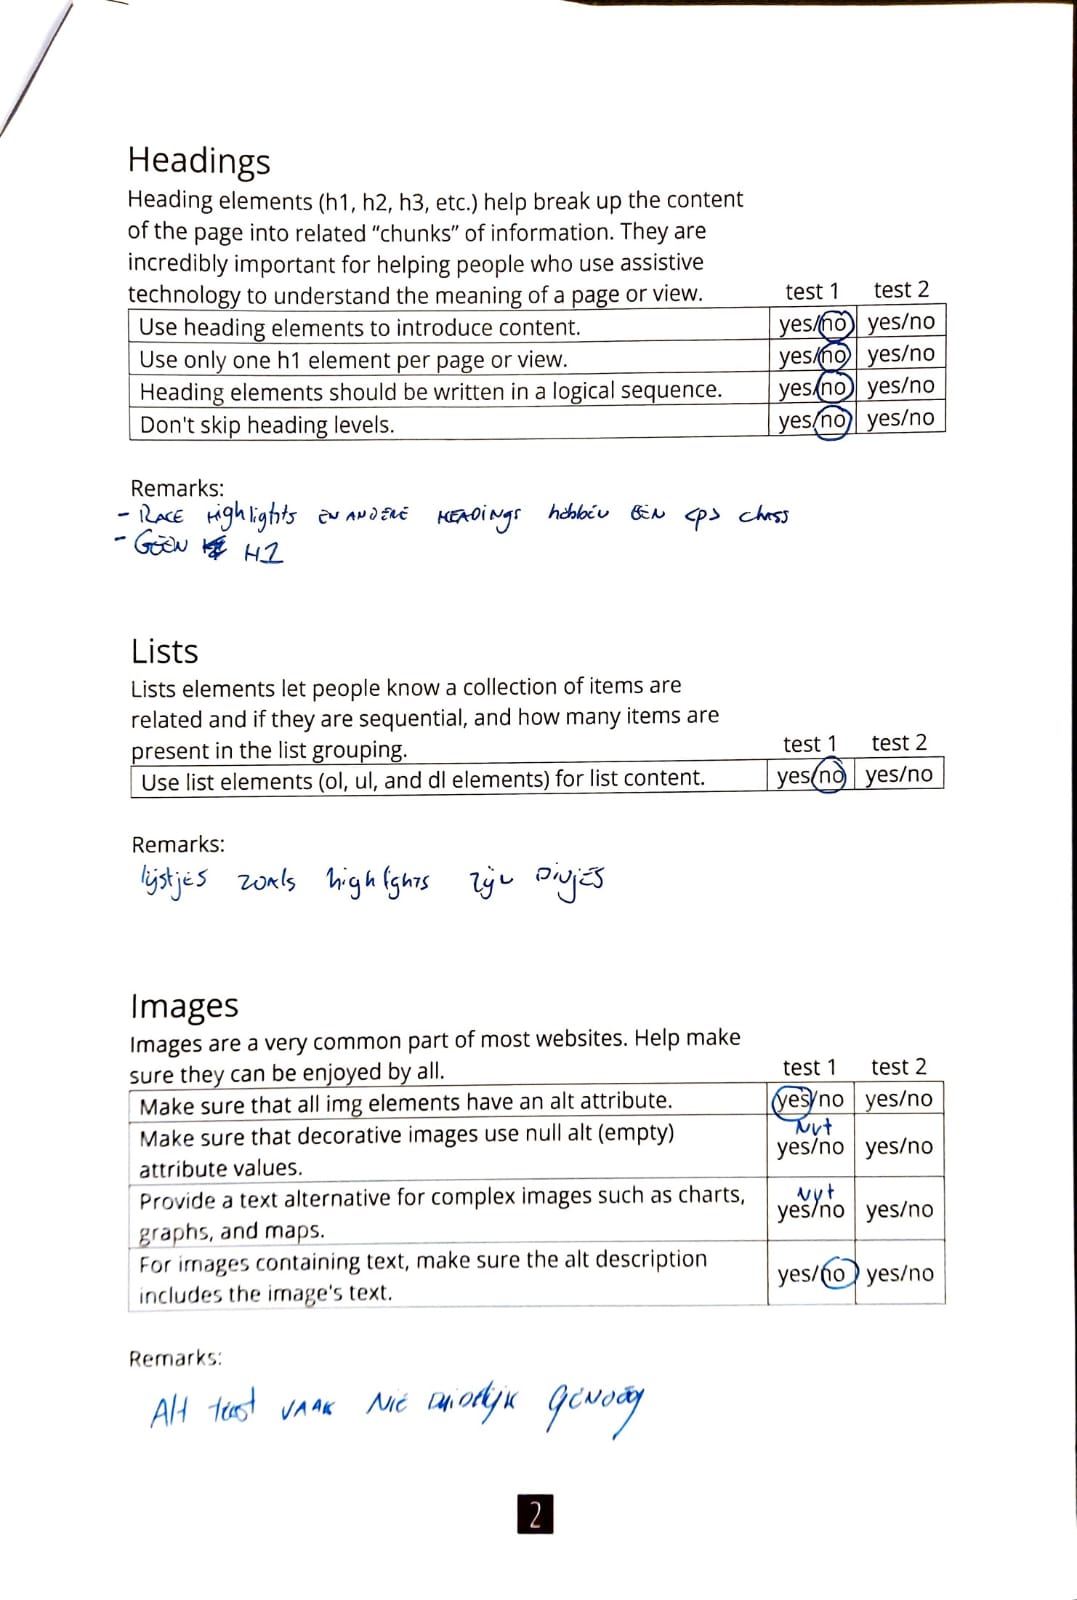 Headings
Heading elements (h1, h2, h3, etc.) help break up the content
of the page into related “chunks” of information. They are
incredibly important for helping people who use assistive
technology to understand the meaning of a page or view. test 1 test 2
Use heading elements to introduce content. yes/no yes/no
Use only one h1 element per page or view. yes/no yes/no
Heading elements should be written in a logical sequence. yes/no yes/no
Don't skip heading levels. yes/no yes/no
Remarks:
- RACE Highlights EN ANDERE HEADings hebben EEN class
- GEEN H1
Lists
Lists elements let people know a collection of items are
related and if they are sequential, and how many items are
present in the list grouping. test 1 test 2
Use list elements (ol, ul, and dl elements) for list content. yes/no yes/no
Remarks:
lijstjes zoals highlights zijn Divjes
Images
Images are a very common part of most websites. Help make
sure they can be enjoyed by all. test 1 test 2
Make sure that all img elements have an alt attribute. yes/no yes/no
Make sure that decorative images use null alt (empty)
attribute values. yes/no yes/no
Provide a text alternative for complex images such as charts,
graphs, and maps. yes/no yes/no
For images containing text, make sure the alt description
includes the image's text. yes/no yes/no
Remarks:
Alt text VAAK Nie Duidelijk genoeg
2